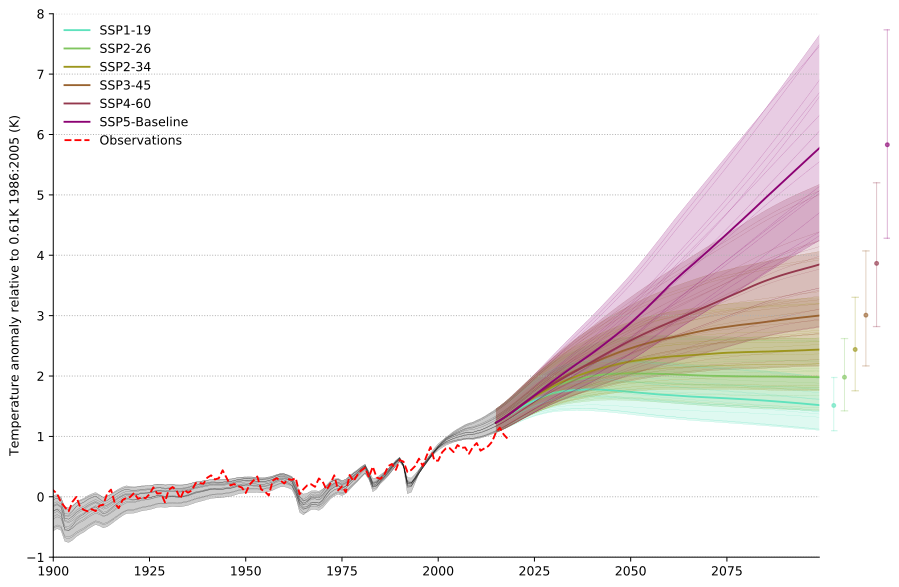 8
7
6
5
4
3
2
1
0
−1
Temperature anomaly relative to 0.61K 1986:2005 (K)
SSP1-19
SSP2-26
SSP2-34
SSP3-45
SSP4-60
SSP5-Baseline
Observations
1900 1925 1950 1975 2000 2025 2050 2075